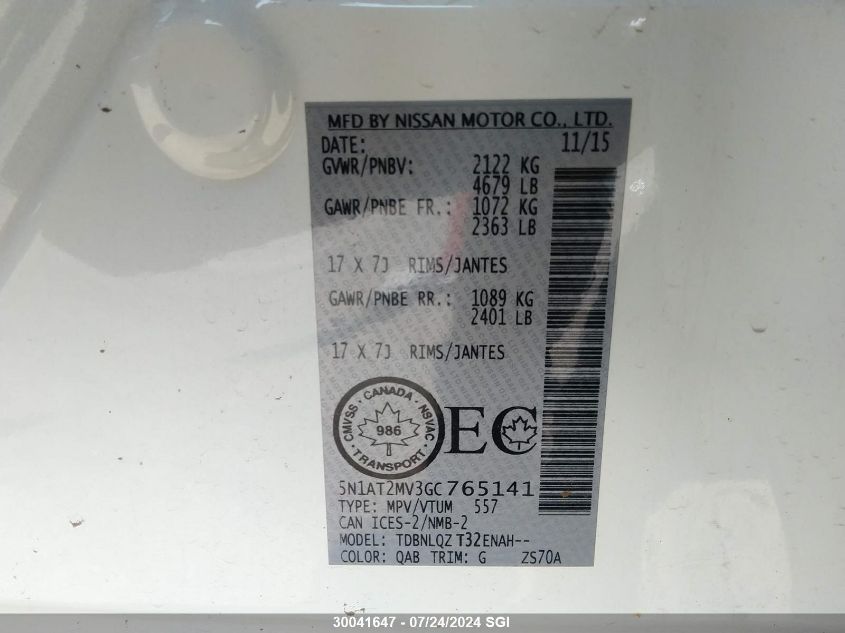 MFD BY NISSAN MOTOR CO., LTD.
DATE: 11/15
GVWR/PNBV: 2122 KG
4679 LB
GAWR/PNBE FR.: 1072 KG
2363 LB
17 X 7J RIMS/JANTES
GAWR/PNBE RR.: 1089 KG
2401 LB
17 X 7J RIMS/JANTES
CMVSS · CANADA · NSVAC · TRANSPORT ·
986
EC
5N1AT2MV3GC765141
TYPE: MPV/VTUM 557
CAN ICES-2/NMB-2
MODEL: TDBNLQZ T32ENAH--
COLOR: QAB TRIM: G ZS70A
30041647 - 07/24/2024 SGI